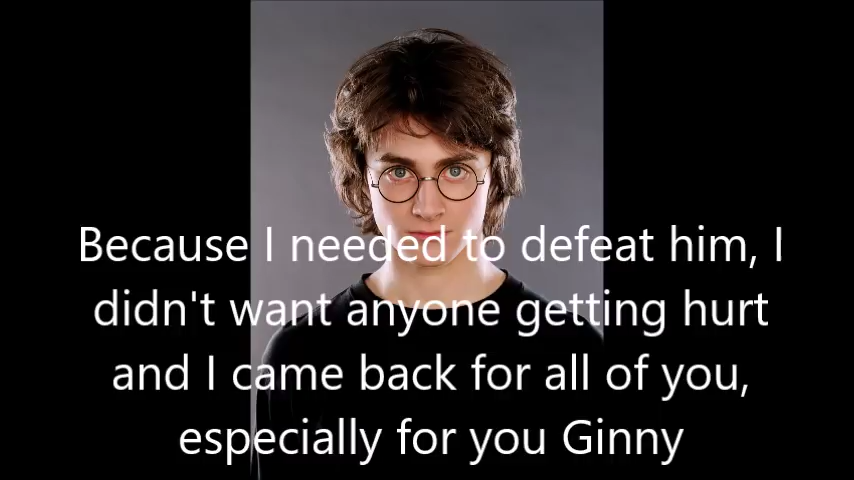 Because I needed to defeat him, I
didn't want anyone getting hurt
and I came back for all of you,
especially for you Ginny